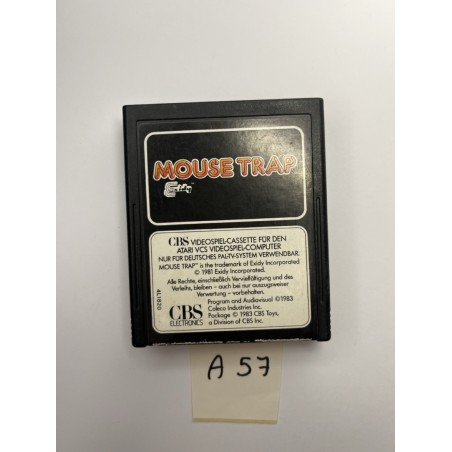 MOUSE TRAP
Exidy
CBS VIDEOSPIEL-CASSETTE FÜR DEN
ATARI VCS VIDEOSPIEL-COMPUTER
NUR FÜR DEUTSCHES PAL-TV-SYSTEM VERWENDBAR.
MOUSE TRAP™ is the trademark of Exidy Incorporated
© 1981 Exidy Incorporated.
Alle Rechte, einschließlich Vervielfältigung und des
Verleihs, bleiben – auch bei nur auszugsweiser
Verwertung – vorbehalten.
Program and Audiovisual ©1983
Coleco Industries Inc.
Package © 1983 CBS Toys,
a Division of CBS Inc.
CBS
ELECTRONICS
4L1820
A 57